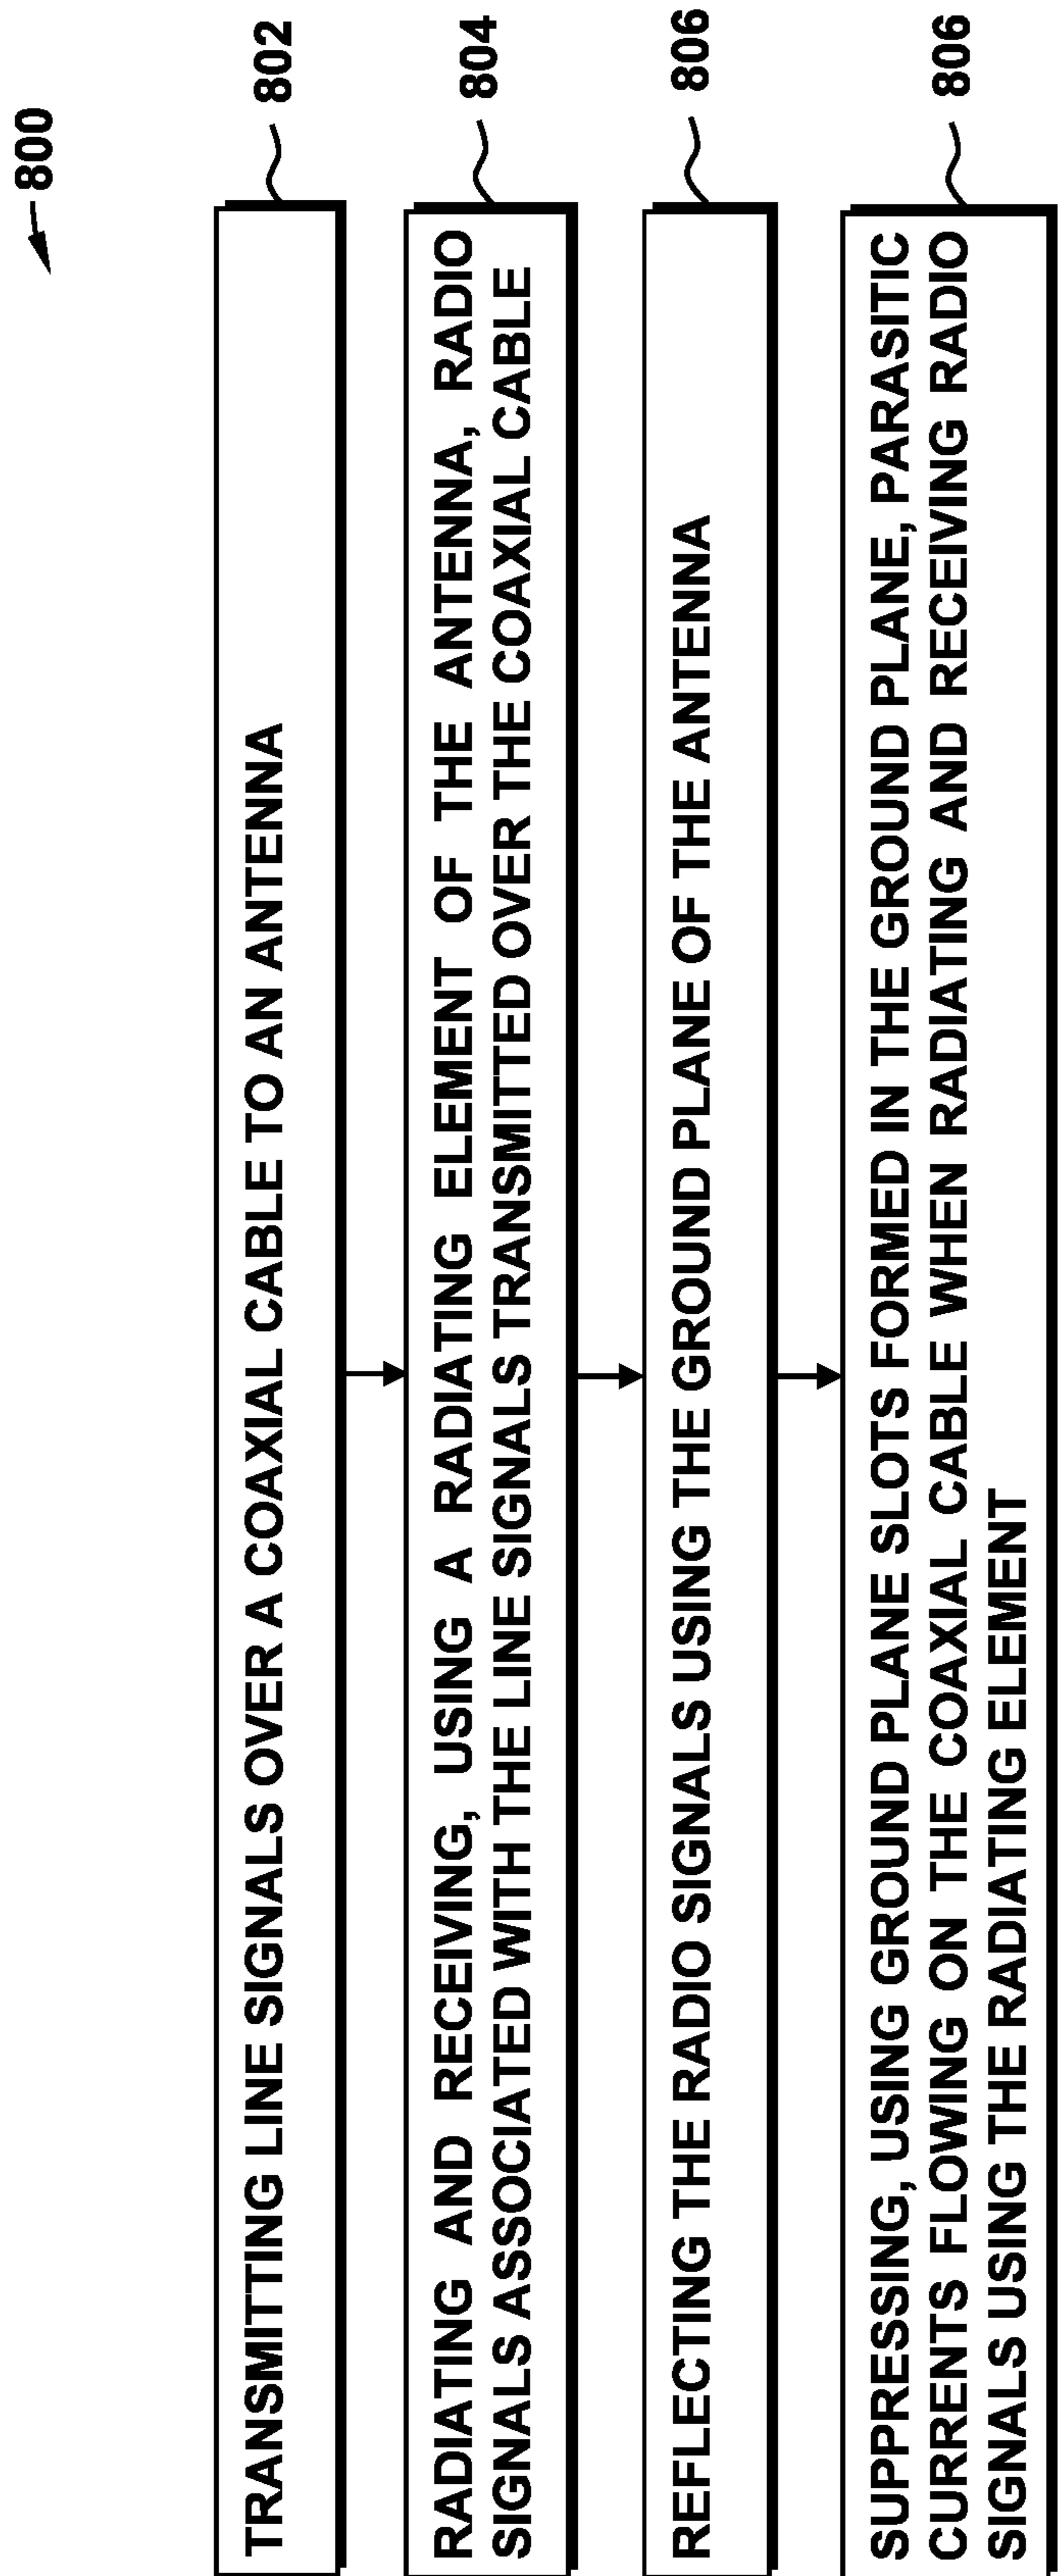 800
TRANSMITTING LINE SIGNALS OVER A COAXIAL CABLE TO AN ANTENNA
802
RADIATING AND RECEIVING, USING A RADIATING ELEMENT OF THE ANTENNA, RADIO
SIGNALS ASSOCIATED WITH THE LINE SIGNALS TRANSMITTED OVER THE COAXIAL CABLE
804
REFLECTING THE RADIO SIGNALS USING THE GROUND PLANE OF THE ANTENNA
806
SUPPRESSING, USING GROUND PLANE SLOTS FORMED IN THE GROUND PLANE, PARASITIC
CURRENTS FLOWING ON THE COAXIAL CABLE WHEN RADIATING AND RECEIVING RADIO
SIGNALS USING THE RADIATING ELEMENT
806